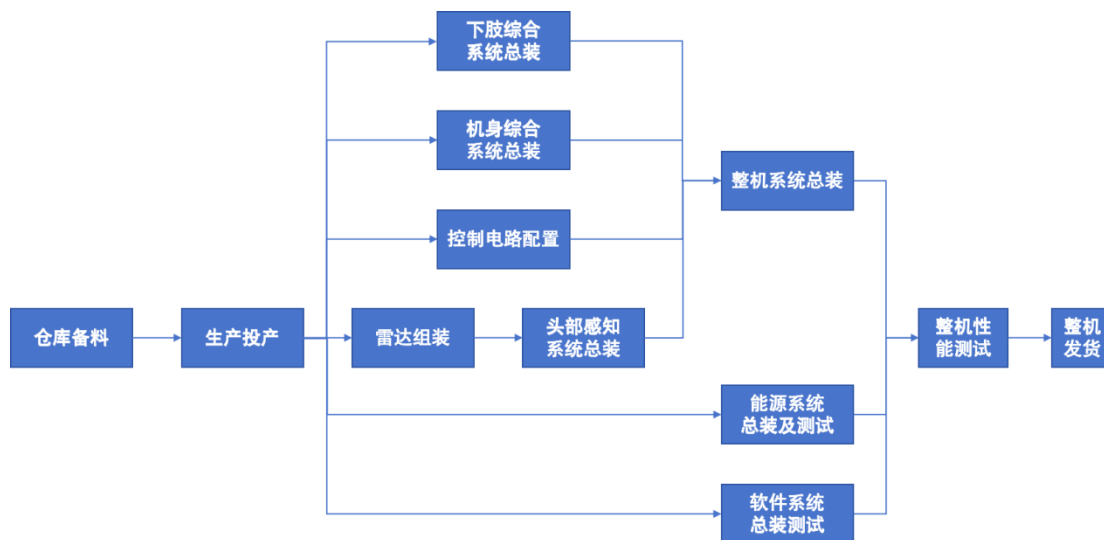 下肢综合
系统总装
机身综合
系统总装
整机系统总装
控制电路配置
仓库备料
生产投产
雷达组装
头部感知
系统总装
整机性
能测试
整机
发货
能源系统
总装及测试
软件系统
总装测试